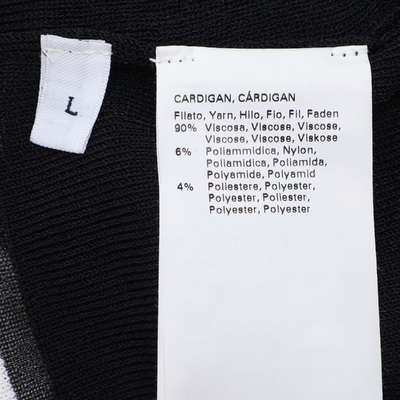 L
CARDIGAN, CÁRDIGAN
Filato, Yarn, Hilo, Fio, Fil, Faden
90% Viscosa, Viscose, Viscose,
Viscose, Viscose, Viskose
6% Poliammidica, Nylon,
Poliamidica, Poliamida,
Polyamide, Polyamid
4% Poliestere, Polyester,
Polyester, Poliester,
Polyester, Polyester